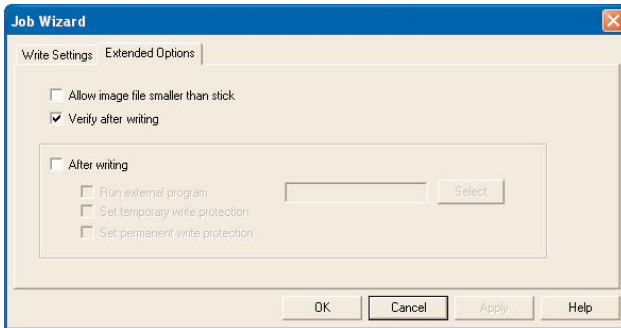 Job Wizard
Write Settings Extended Options
Allow image file smaller than stick
Verify after writing
After writing
Run external program Select
Set temporary write protection
Set permanent write protection
OK Cancel Apply Help